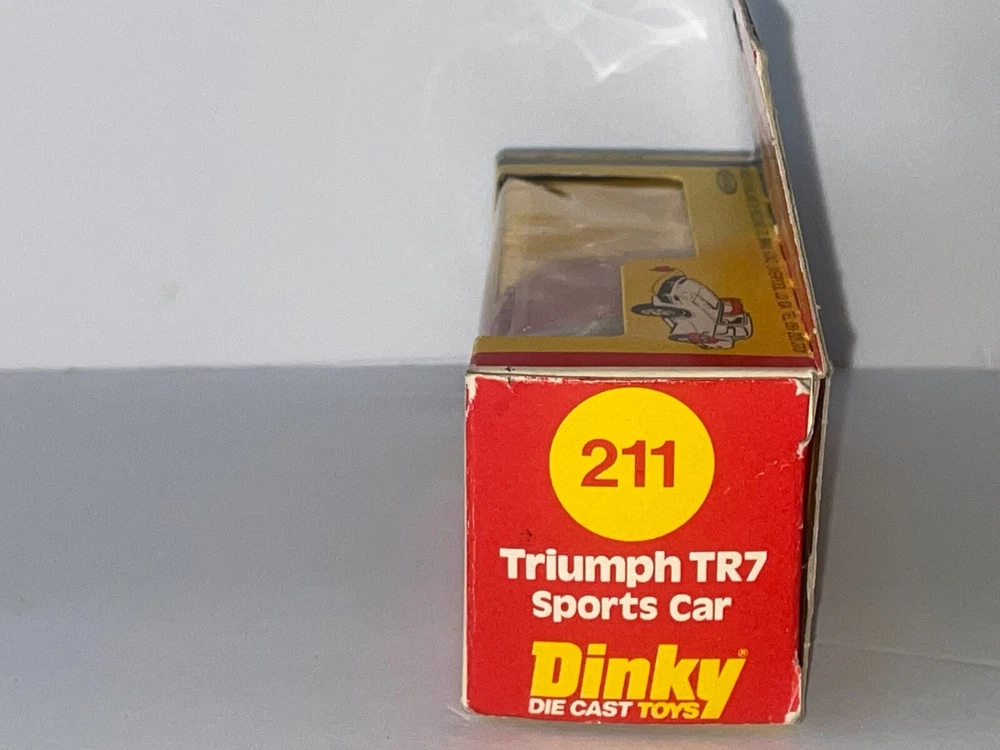 211
Triumph TR7
Sports Car
Dinky®
DIE CAST TOYS